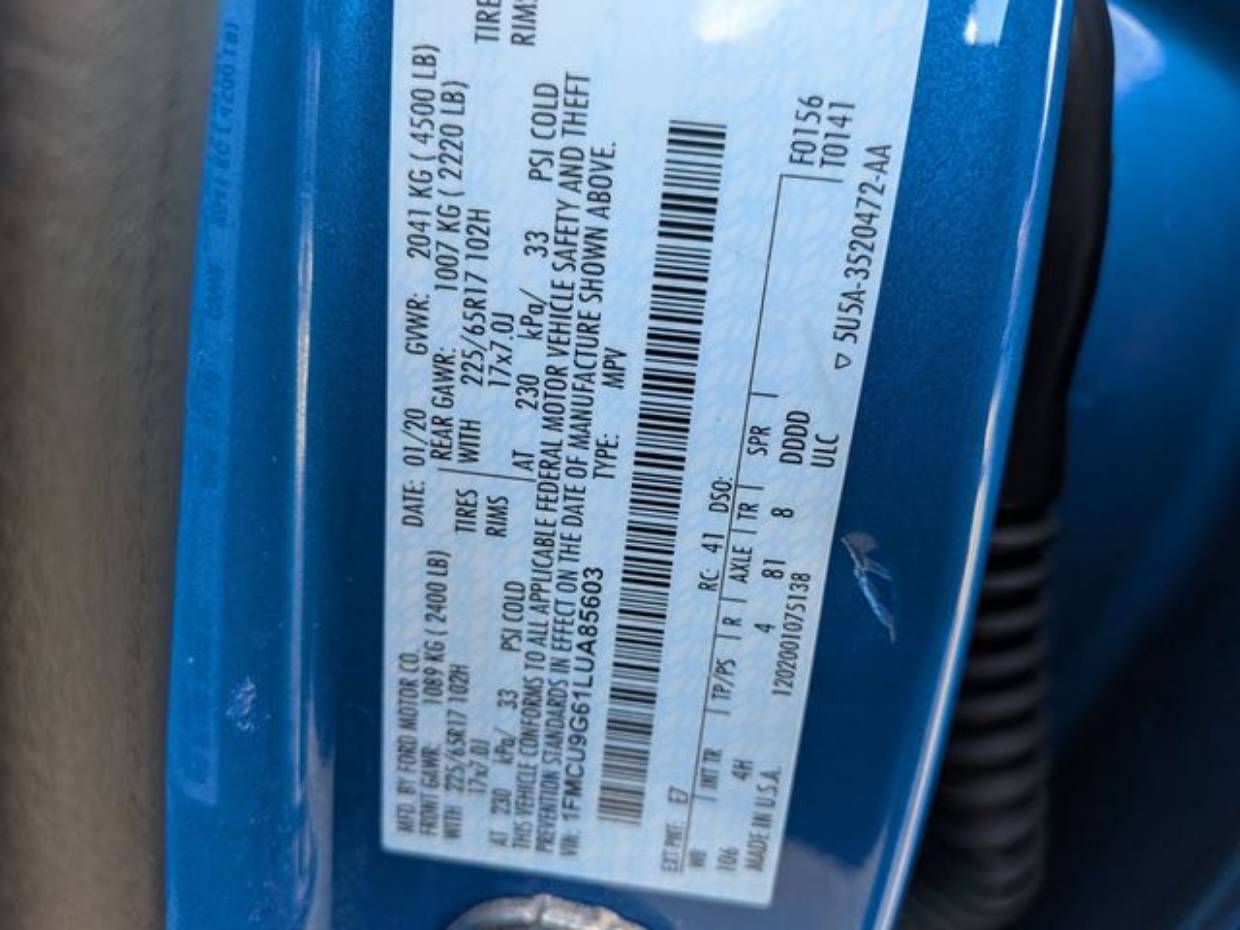 MFD. BY FORD MOTOR CO.
DATE: 01/20 GVWR: 2041 KG ( 4500 LB)
FRONT GAWR: 1089 KG ( 2400 LB) REAR GAWR: 1007 KG ( 2220 LB)
WITH 225/65R17 102H TIRES WITH 225/65R17 102H TIRE
17x7.0J RIMS 17x7.0J RIMS
AT 230 kPa/ 33 PSI COLD AT 230 kPa/ 33 PSI COLD
THIS VEHICLE CONFORMS TO ALL APPLICABLE FEDERAL MOTOR VEHICLE SAFETY AND THEFT
PREVENTION STANDARDS IN EFFECT ON THE DATE OF MANUFACTURE SHOWN ABOVE.
VIN: 1FMCU9G61LUA85603 TYPE: MPV
EXT PNT: E7 RC: 41 DSO:
WB INT TR TP/PS R AXLE TR SPR F0156
106 4H 4 81 8 DDDD T0141
MADE IN U.S.A. 1202001075138 ULC
▽ 5U5A-3520472-AA